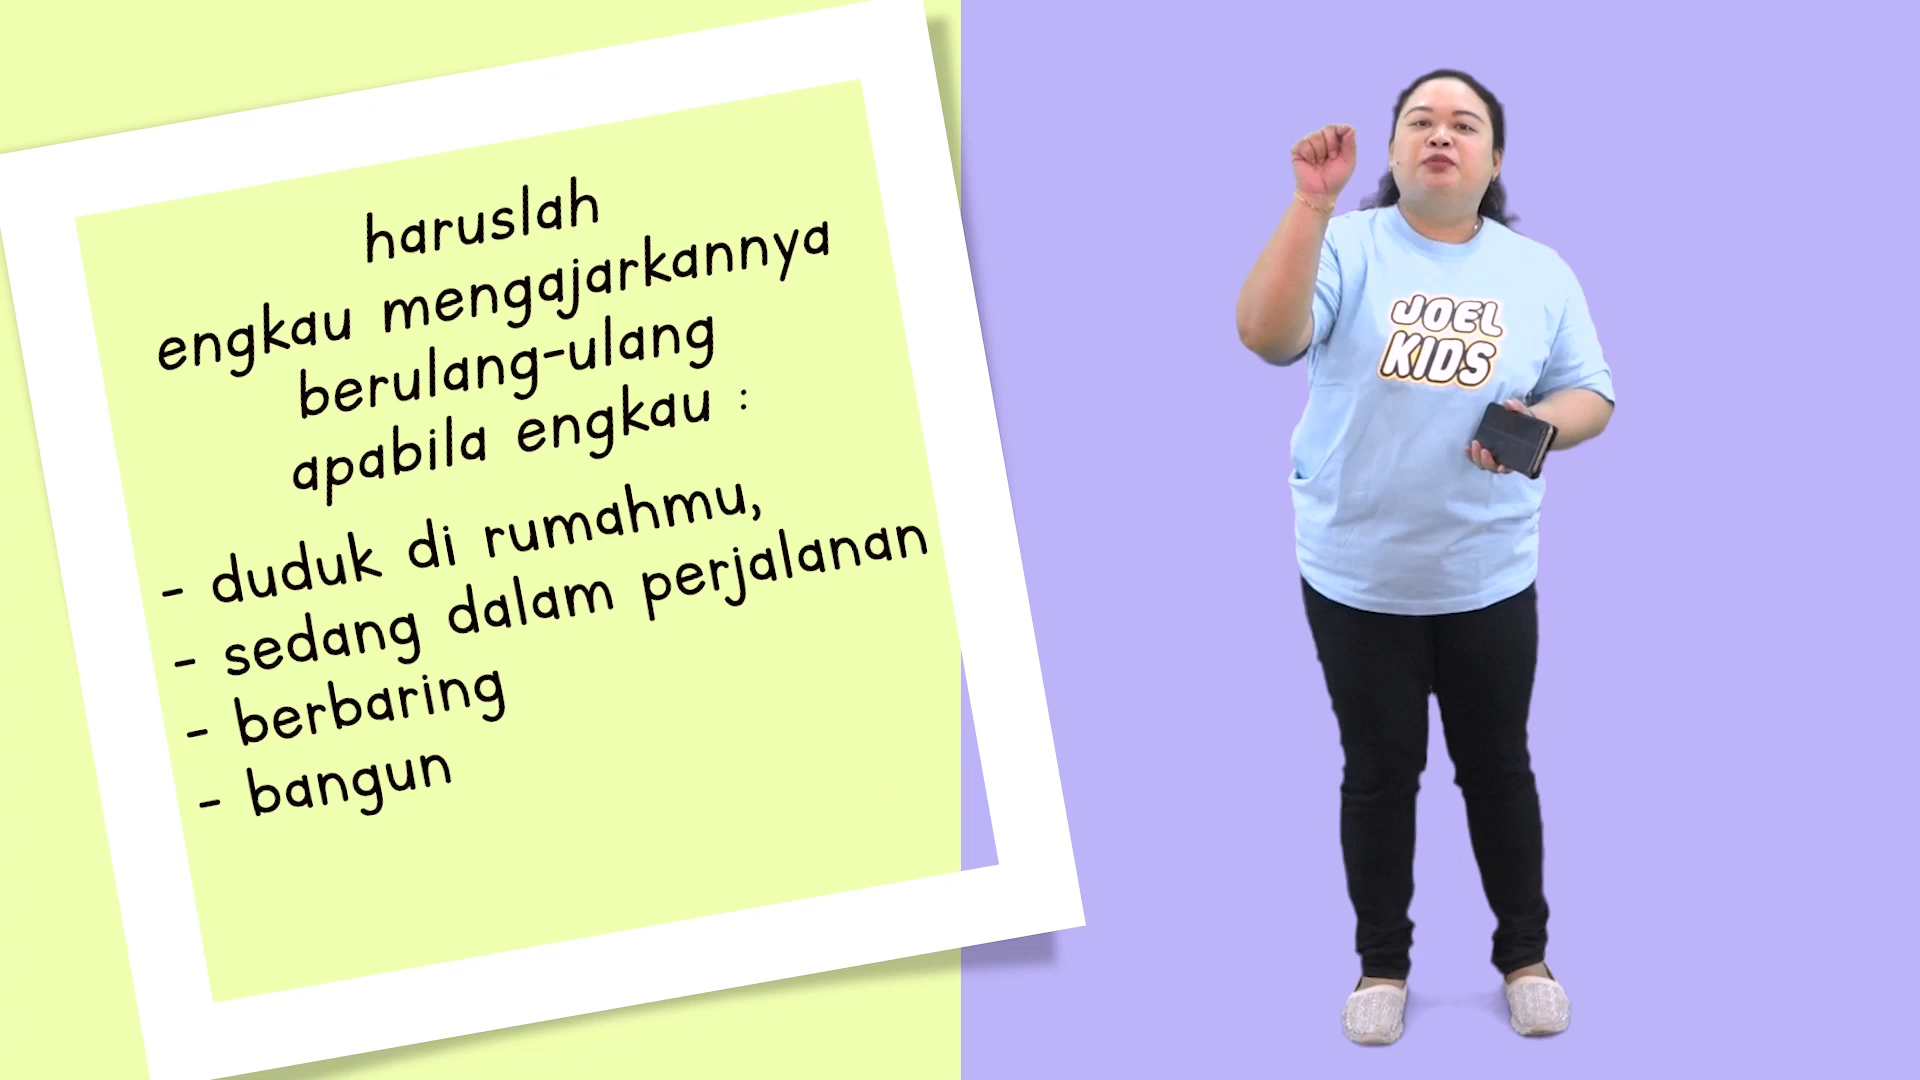 haruslah
engkau mengajarkannya
berulang-ulang
apabila engkau :
- duduk di rumahmu,
- sedang dalam perjalanan
- berbaring
- bangun
JOEL
KIDS